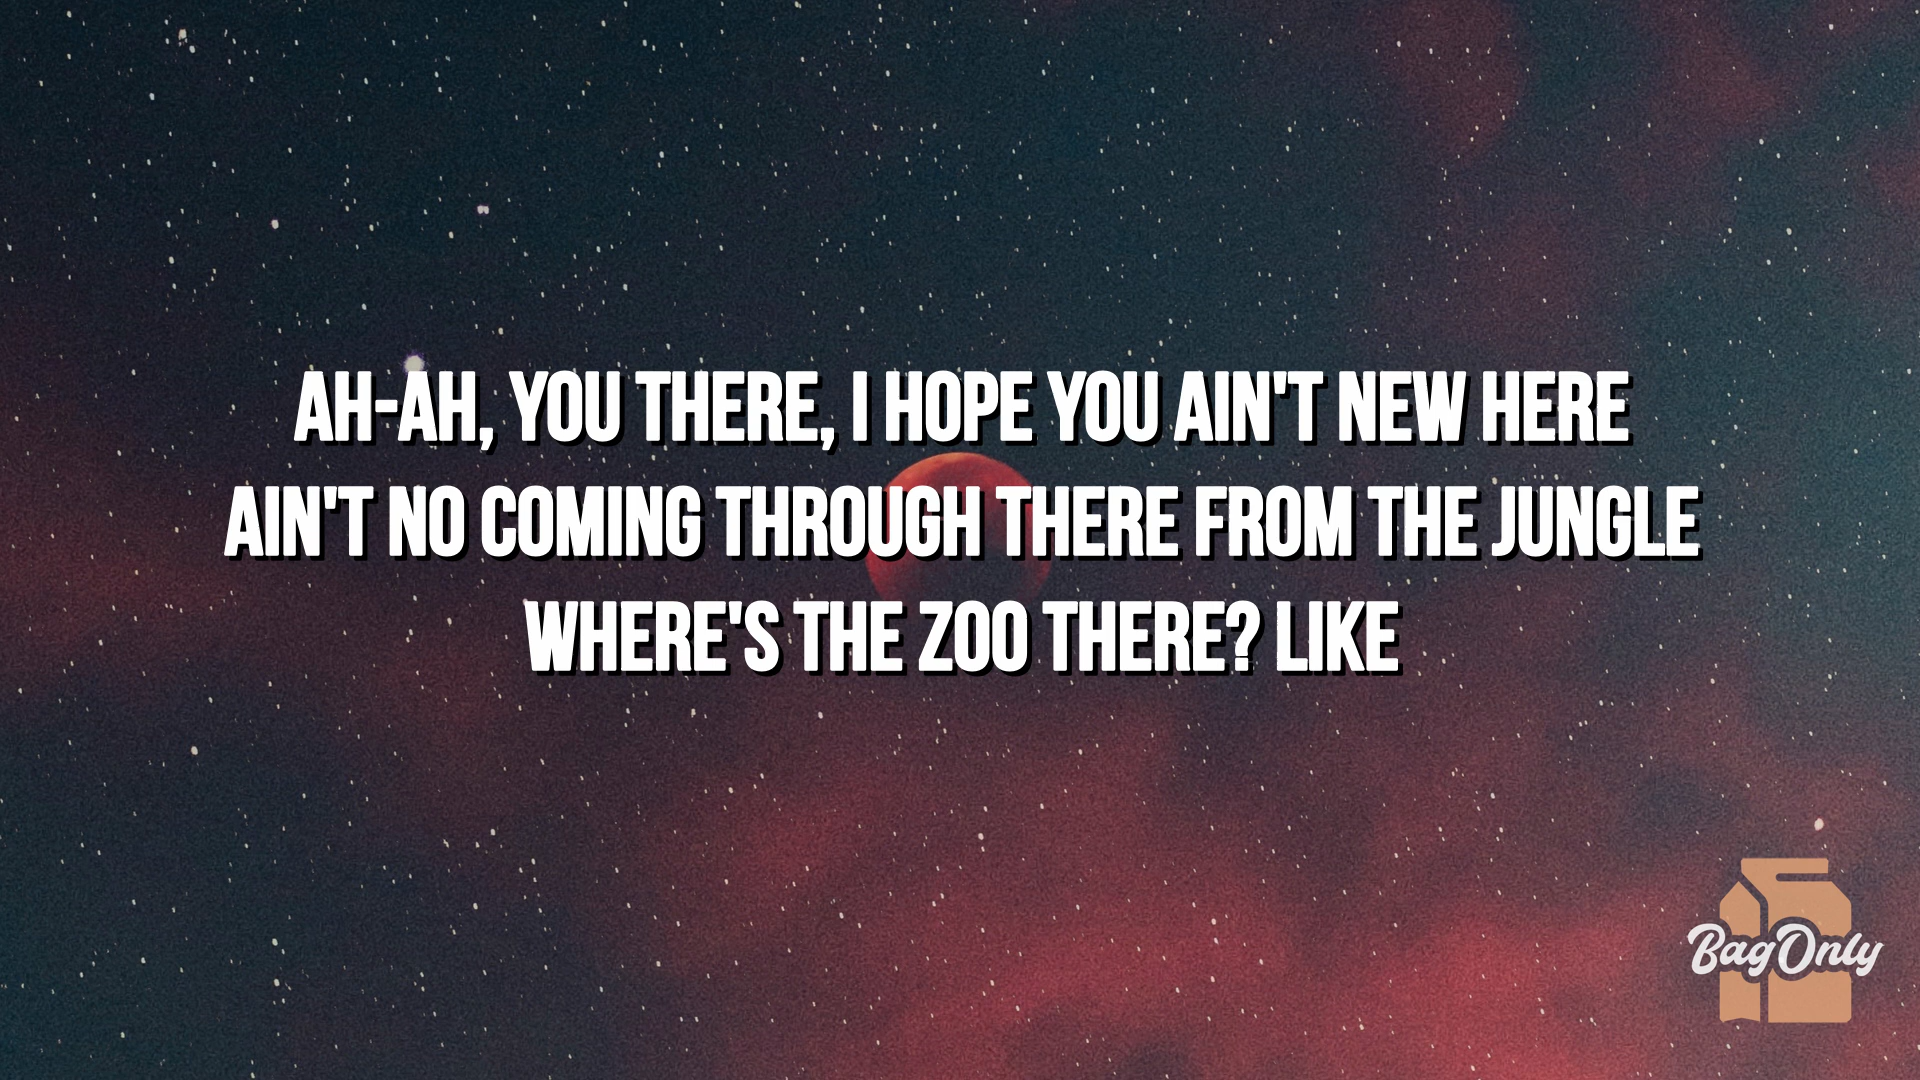 AH-AH, YOU THERE, I HOPE YOU AIN'T NEW HERE
AIN'T NO COMING THROUGH THERE FROM THE JUNGLE
WHERE'S THE ZOO THERE? LIKE
BagOnly